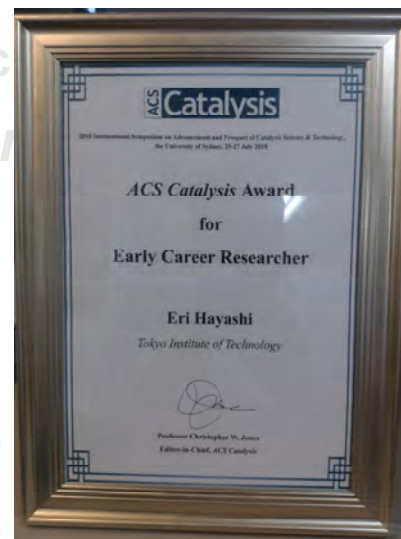 ACS Catalysis
2018 International Symposium on Advancement and Prospect of Catalysis Science & Technology,
the University of Sydney, 25-27 July 2018
ACS Catalysis Award
for
Early Career Researcher
Eri Hayashi
Tokyo Institute of Technology
Professor Christopher W. Jones
Editor-in-Chief, ACS Catalysis